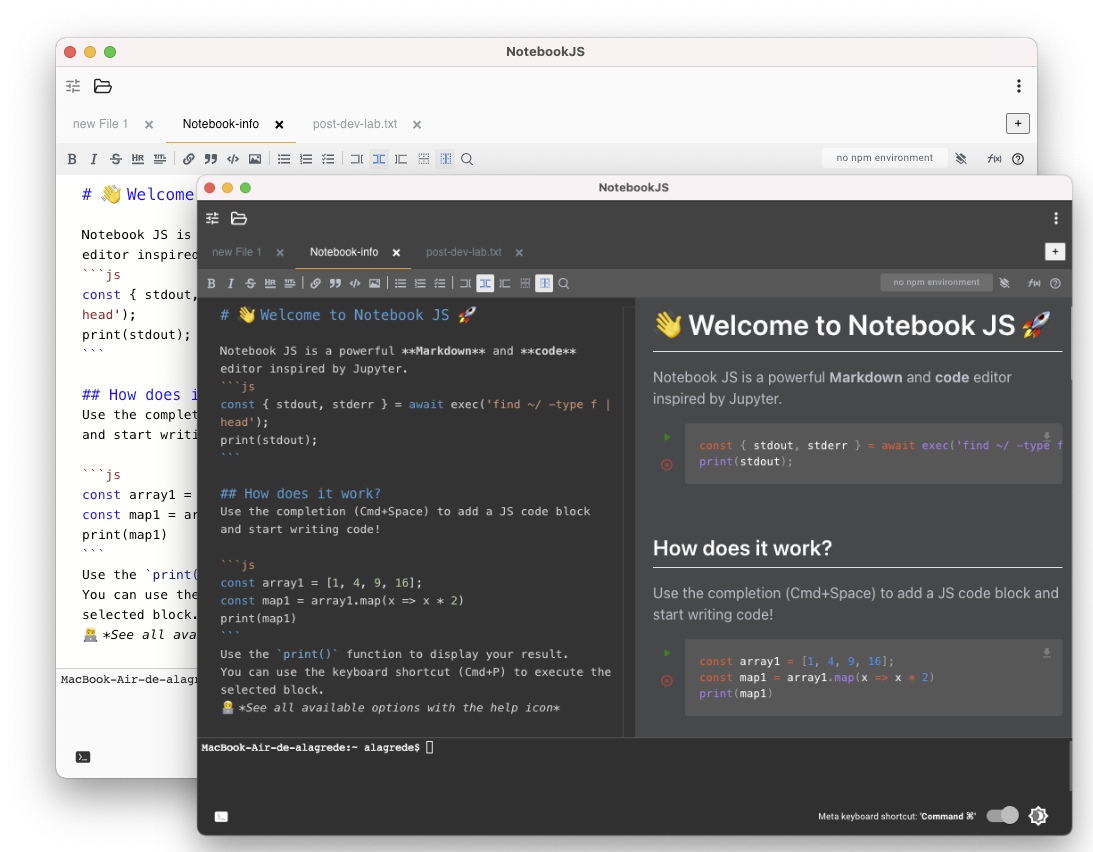 NotebookJS
new File 1
Notebook-info
post-dev-lab.txt
+
B I S HR TITL
no npm environment
f(x)
# 👋 Welcome
Notebook JS is
editor inspired
```js
const { stdout,
head');
print(stdout);
```
## How does i
Use the complet
and start writi
```js
const array1 =
const map1 = ar
print(map1)
```
Use the `print(
You can use the
selected block.
*See all ava
MacBook-Air-de-alagr
NotebookJS
new File 1
Notebook-info
post-dev-lab.txt
+
B I S HR TITL
no npm environment
f(x)
# 👋 Welcome to Notebook JS 🚀
Notebook JS is a powerful **Markdown** and **code**
editor inspired by Jupyter.
```js
const { stdout, stderr } = await exec('find ~/ -type f |
head');
print(stdout);
```
## How does it work?
Use the completion (Cmd+Space) to add a JS code block
and start writing code!
```js
const array1 = [1, 4, 9, 16];
const map1 = array1.map(x => x * 2)
print(map1)
```
Use the `print()` function to display your result.
You can use the keyboard shortcut (Cmd+P) to execute the
selected block.
*See all available options with the help icon*
👋 Welcome to Notebook JS 🚀
Notebook JS is a powerful Markdown and code editor
inspired by Jupyter.
const { stdout, stderr } = await exec('find ~/ -type f
print(stdout);
How does it work?
Use the completion (Cmd+Space) to add a JS code block and
start writing code!
const array1 = [1, 4, 9, 16];
const map1 = array1.map(x => x * 2)
print(map1)
MacBook-Air-de-alagrede:~ alagrede$
Meta keyboard shortcut: 'Command ⌘'